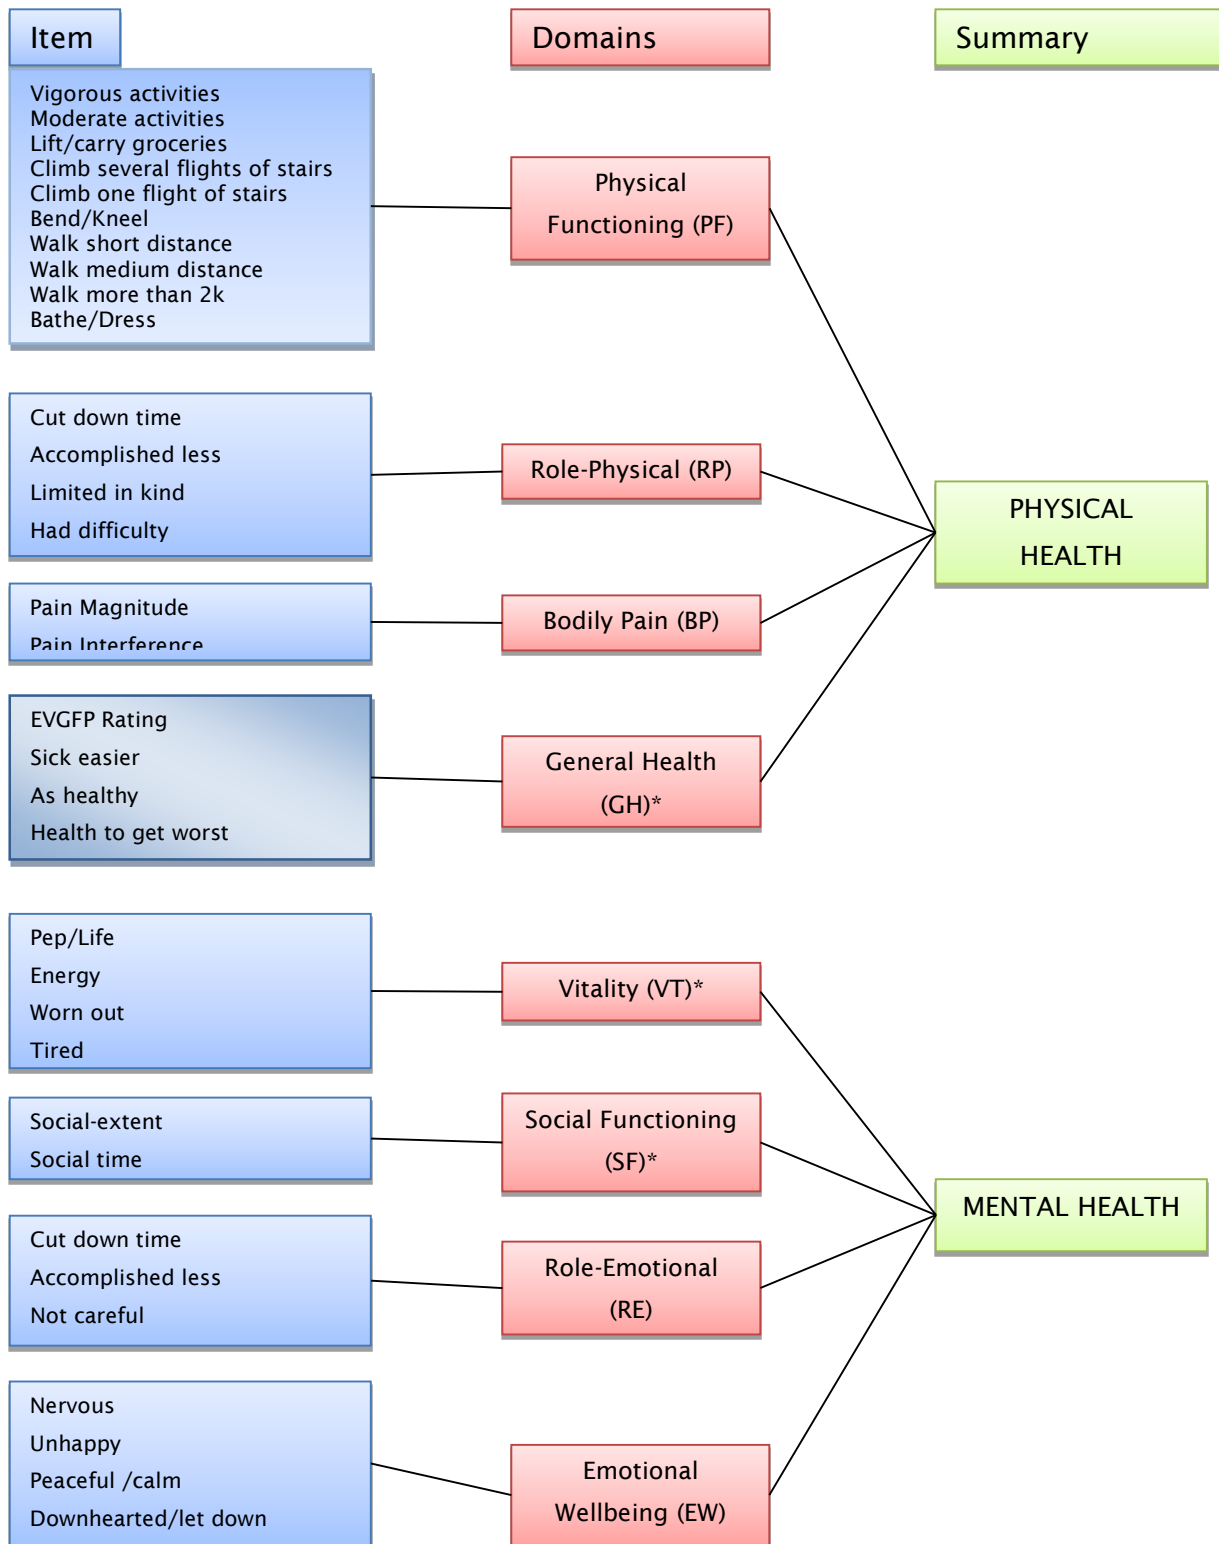 Item
Domains
Summary
Vigorous activities
Moderate activities
Lift/carry groceries
Climb several flights of stairs
Climb one flight of stairs
Bend/Kneel
Walk short distance
Walk medium distance
Walk more than 2k
Bathe/Dress
Physical
Functioning (PF)
Cut down time
Accomplished less
Limited in kind
Had difficulty
Role-Physical (RP)
PHYSICAL
HEALTH
Pain Magnitude
Pain Interference
Bodily Pain (BP)
EVGFP Rating
Sick easier
As healthy
Health to get worst
General Health
(GH)*
Pep/Life
Energy
Worn out
Tired
Vitality (VT)*
Social-extent
Social time
Social Functioning
(SF)*
MENTAL HEALTH
Cut down time
Accomplished less
Not careful
Role-Emotional
(RE)
Nervous
Unhappy
Peaceful /calm
Downhearted/let down
Emotional
Wellbeing (EW)